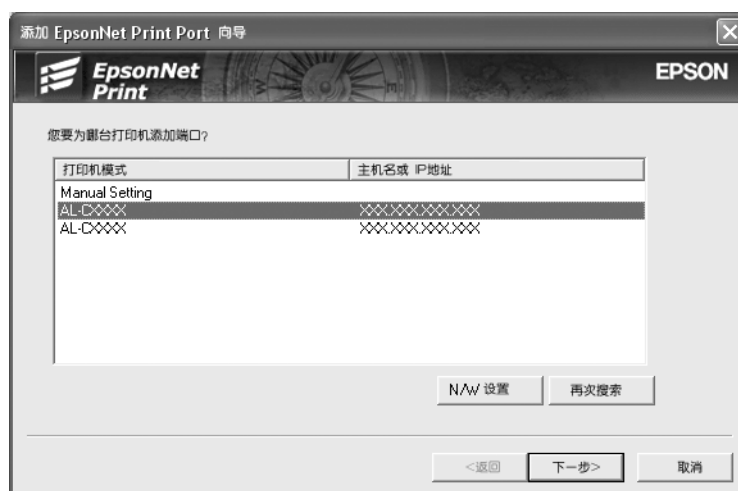 添加 EpsonNet Print Port 向导
EpsonNet
Print
EPSON
您要为哪台打印机添加端口?
打印机模式 主机名或 IP地址
Manual Setting
AL-CXXXX XXX.XXX.XXX.XXX
AL-CXXXX XXX.XXX.XXX.XXX
N/W 设置 再次搜索
<返回 下一步> 取消